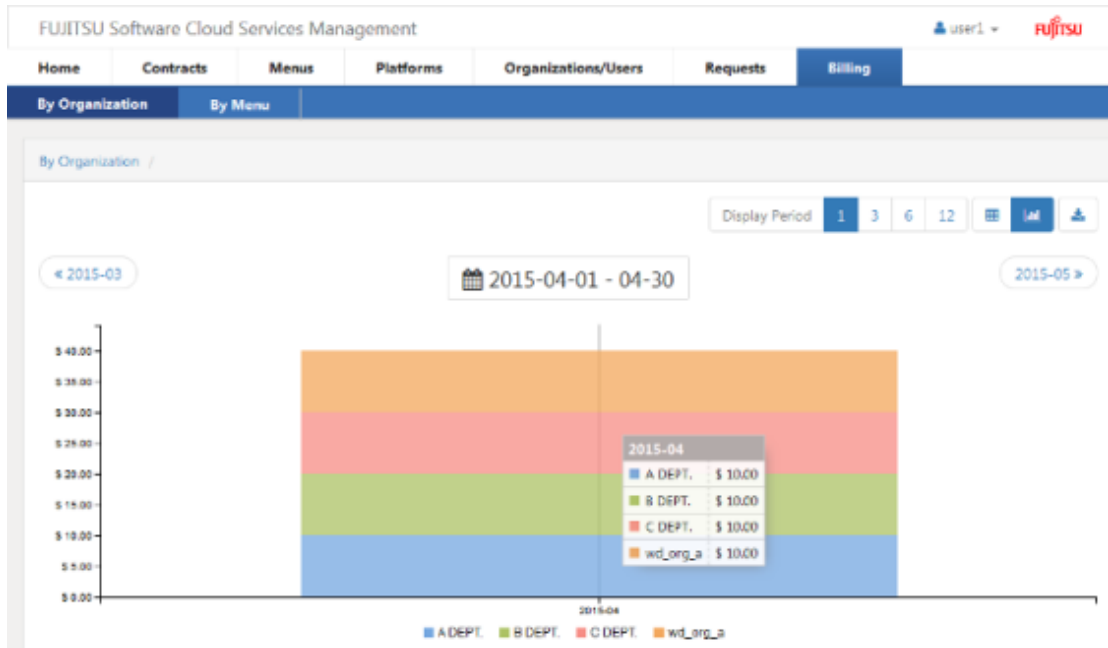 FUJITSU Software Cloud Services Management user1 FUJITSU
Home Contracts Menus Platforms Organizations/Users Requests Billing
By Organization By Menu
By Organization /
Display Period 1 3 6 12
« 2015-03 2015-04-01 - 04-30 2015-05 »
$ 40.00
$ 35.00
$ 30.00
$ 25.00
$ 20.00
$ 15.00
$ 10.00
$ 5.00
$ 0.00
2015-04
A DEPT. $ 10.00
B DEPT. $ 10.00
C DEPT. $ 10.00
wd_org_a $ 10.00
2015-04
A DEPT. B DEPT. C DEPT. wd_org_a